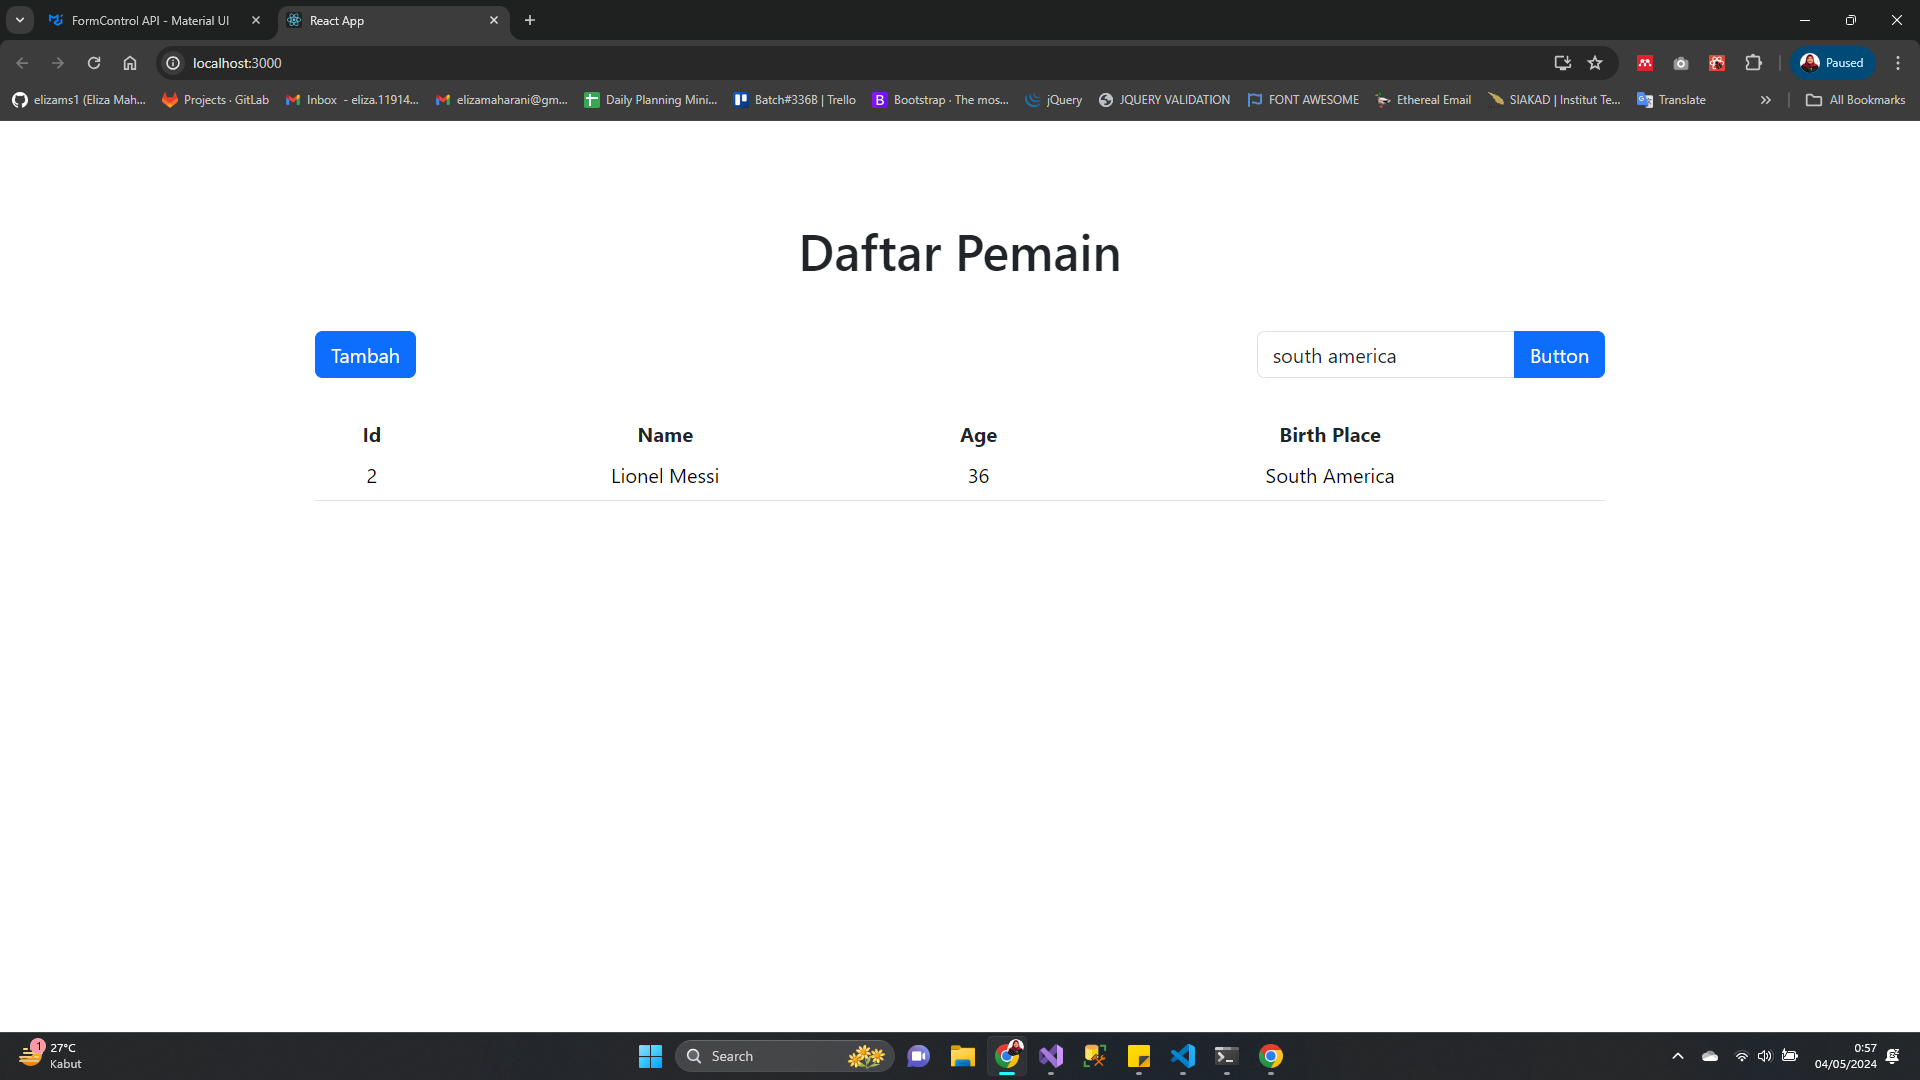 FormControl API - Material UI
React App
localhost:3000
Paused
elizams1 (Eliza Mah...
Projects · GitLab
Inbox - eliza.11914...
elizamaharani@gm...
Daily Planning Mini...
Batch#336B | Trello
Bootstrap · The mos...
jQuery
JQUERY VALIDATION
FONT AWESOME
Ethereal Email
SIAKAD | Institut Te...
Translate
All Bookmarks
Daftar Pemain
Tambah
south america
Button
Id Name Age Birth Place
2 Lionel Messi 36 South America
1
27°C
Kabut
Search
0:57
04/05/2024